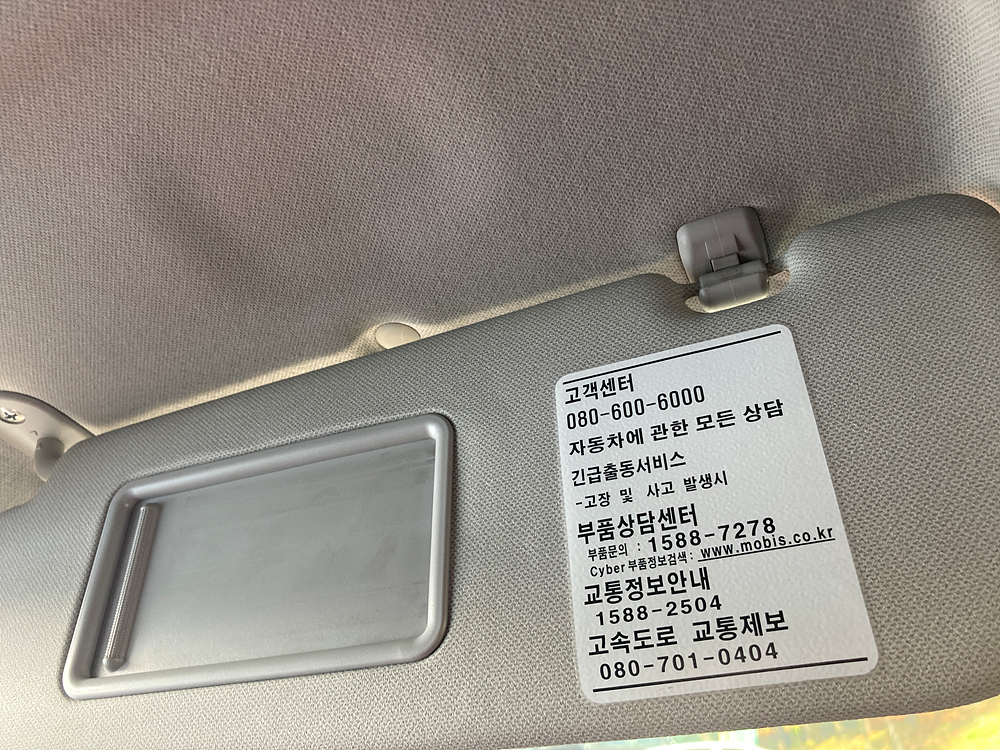 고객센터
080-600-6000
자동차에 관한 모든 상담
긴급출동서비스
-고장 및 사고 발생시
부품상담센터
부품문의 : 1588-7278
Cyber 부품정보검색 : www.mobis.co.kr
교통정보안내
1588-2504
고속도로 교통제보
080-701-0404